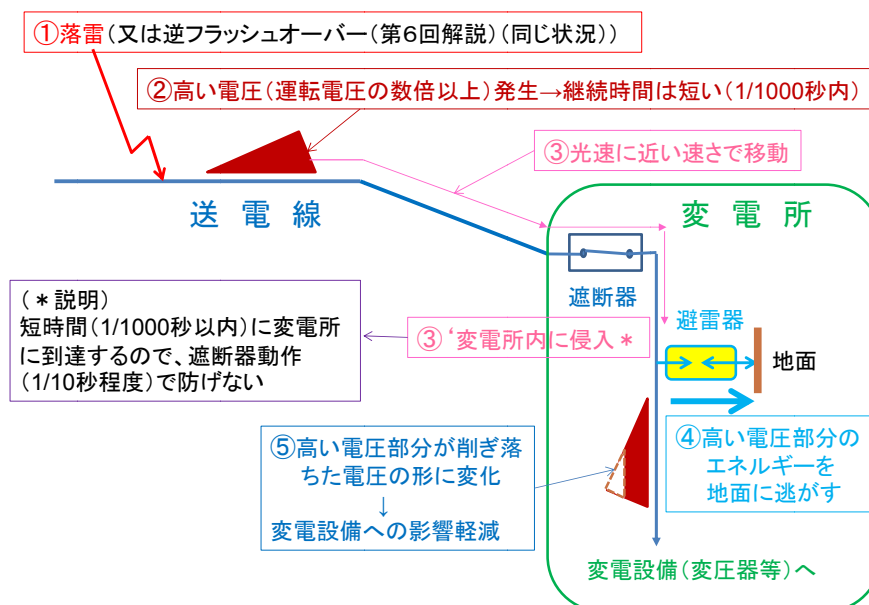 ①落雷(又は逆フラッシュオーバー(第6回解説)(同じ状況))
②高い電圧(運転電圧の数倍以上)発生→継続時間は短い(1/1000秒内)
③光速に近い速さで移動
送電線
変電所
遮断器
(*説明)
短時間(1/1000秒以内)に変電所
に到達するので、遮断器動作
(1/10秒程度)で防げない
③‘変電所内に侵入*
避雷器
地面
⑤高い電圧部分が削ぎ落
ちた電圧の形に変化
↓
変電設備への影響軽減
④高い電圧部分の
エネルギーを
地面に逃がす
変電設備(変圧器等)へ